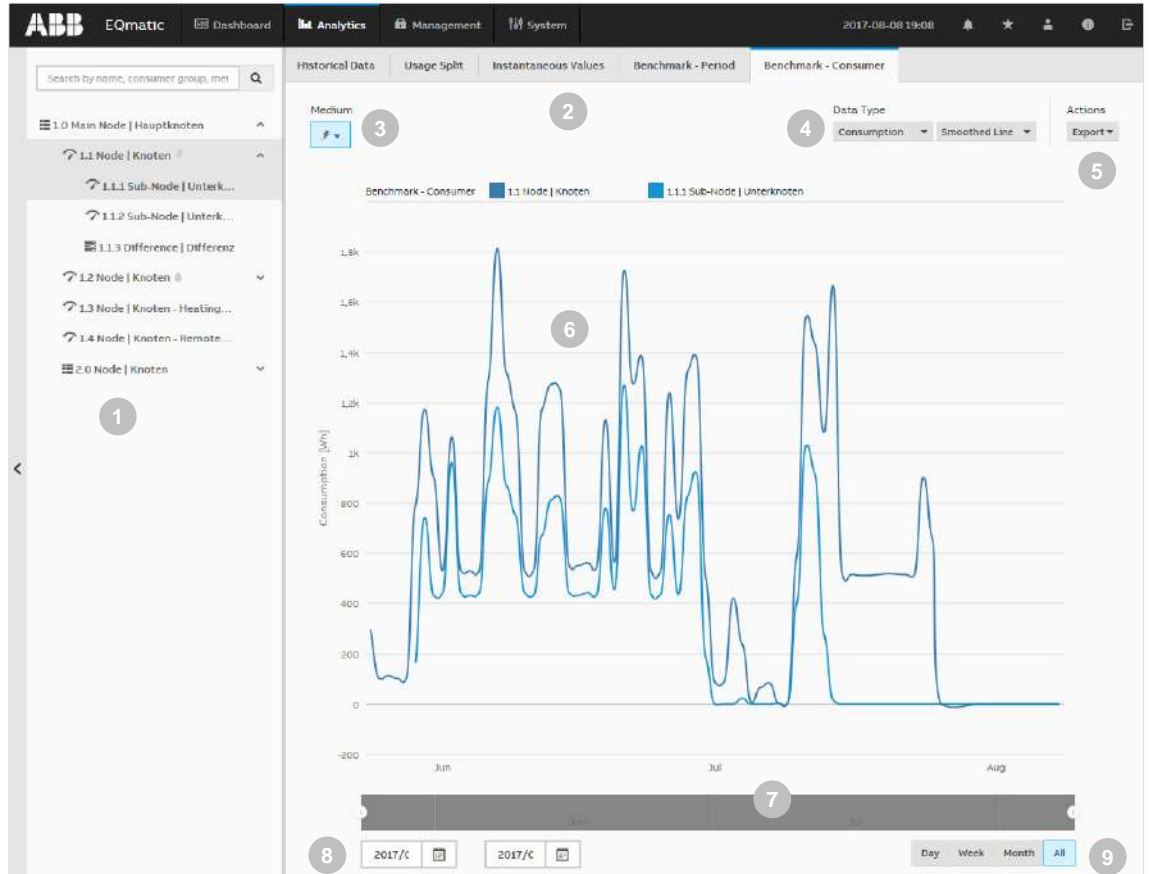 ABB EQmatic Dashboard Analytics Management System 2017-08-08 19:08
Historical Data Usage Split Instantaneous Values Benchmark - Period Benchmark - Consumer
Search by name, consumer group, met
1.0 Main Node | Hauptknoten
1.1 Node | Knoten
1.1.1 Sub-Node | Unterk...
1.1.2 Sub-Node | Unterk...
1.1.3 Difference | Differenz
1.2 Node | Knoten
1.3 Node | Knoten - Heating...
1.4 Node | Knoten - Remote...
2.0 Node | Knoten
1
2
Medium
3
4
Data Type
Consumption Smoothed Line
Actions
Export
5
Benchmark - Consumer 1.1 Node | Knoten 1.1.1 Sub-Node | Unterknoten
Consumption [Wh]
1,8k
1,6k
1,4k
1,2k
1k
800
600
400
200
0
-200
6
Jun Jul Aug
7
8
2017/0 2017/0
Day Week Month All
9